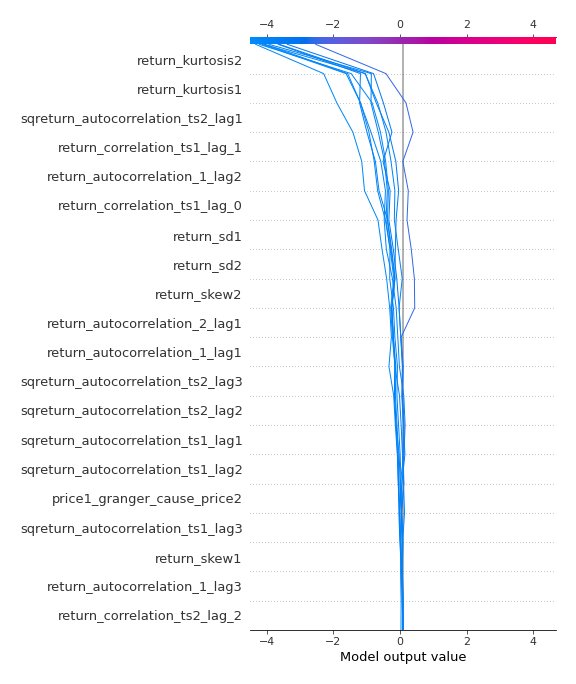 −4 −2 0 2 4
return_kurtosis2
return_kurtosis1
sqreturn_autocorrelation_ts2_lag1
return_correlation_ts1_lag_1
return_autocorrelation_1_lag2
return_correlation_ts1_lag_0
return_sd1
return_sd2
return_skew2
return_autocorrelation_2_lag1
return_autocorrelation_1_lag1
sqreturn_autocorrelation_ts2_lag3
sqreturn_autocorrelation_ts2_lag2
sqreturn_autocorrelation_ts1_lag1
sqreturn_autocorrelation_ts1_lag2
price1_granger_cause_price2
sqreturn_autocorrelation_ts1_lag3
return_skew1
return_autocorrelation_1_lag3
return_correlation_ts2_lag_2
−4 −2 0 2 4
Model output value